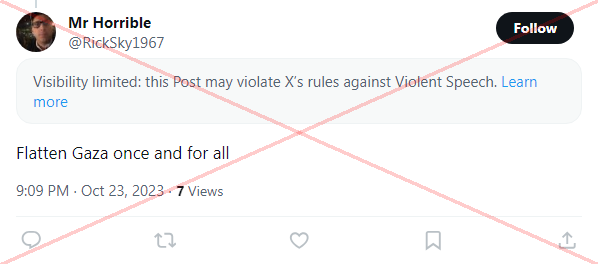 Mr Horrible
@RickSky1967
Follow
Visibility limited: this Post may violate X's rules against Violent Speech. Learn
more
Flatten Gaza once and for all
9:09 PM · Oct 23, 2023 · 7 Views